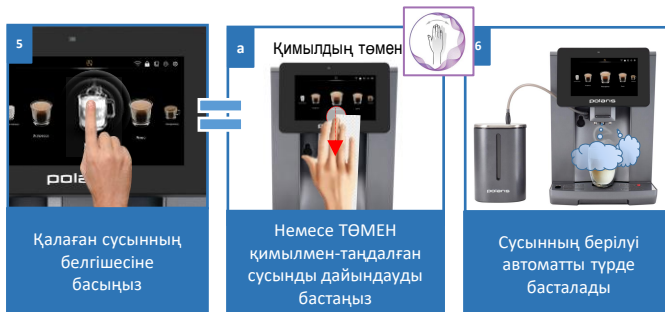 5
polaris
Қалаған сусынның
белгішесіне
басыңыз
а
Қимылдың төмен
Немесе ТӨМЕН
қимылмен-таңдалған
сусынды дайындауды
бастаңыз
6
polaris
polaris
Сусынның берілуі
автоматты түрде
басталады